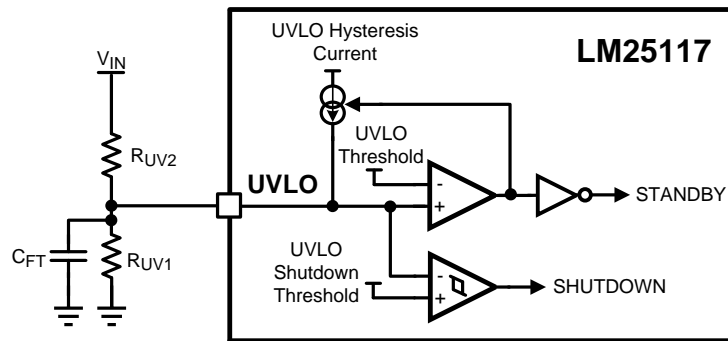 UVLO Hysteresis
Current
LM25117
VIN
UVLO
Threshold
RUV2
UVLO
-
+
STANDBY
CFT
RUV1
UVLO
Shutdown
Threshold
-
+
SHUTDOWN